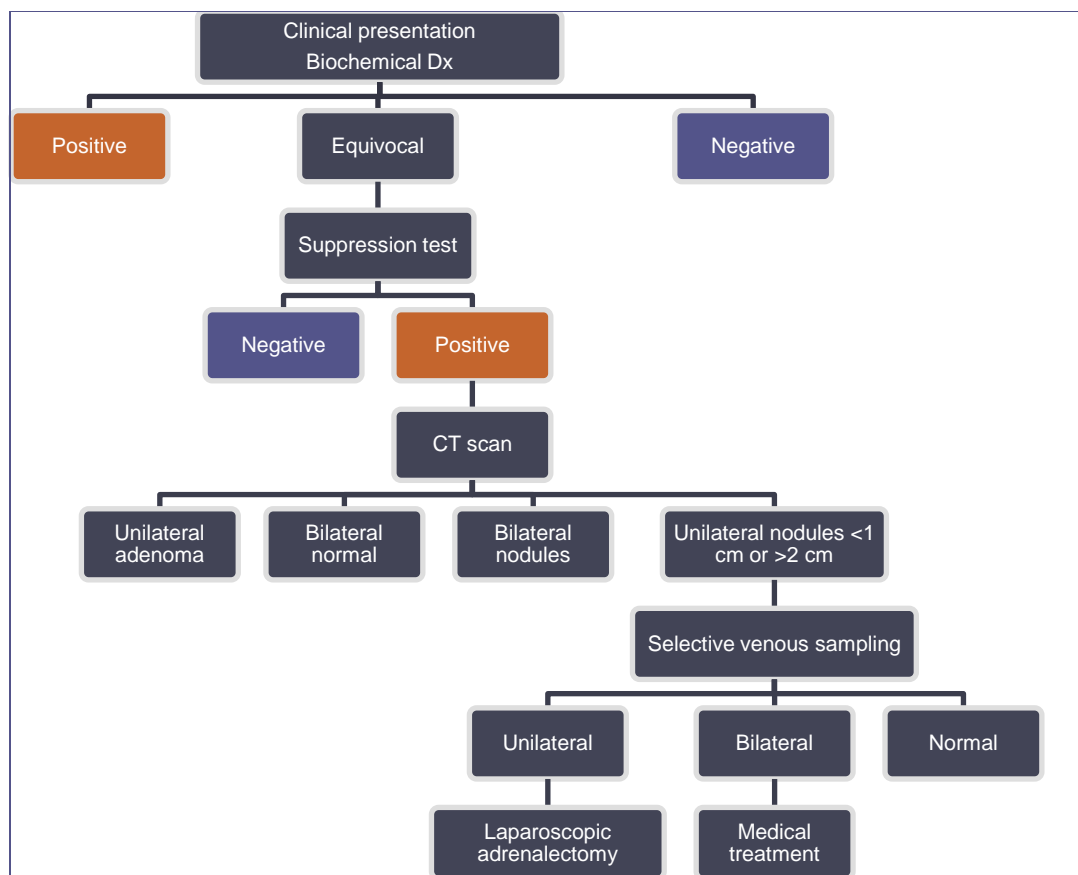 Clinical presentation
Biochemical Dx
Positive
Equivocal
Negative
Suppression test
Negative
Positive
CT scan
Unilateral
adenoma
Bilateral
normal
Bilateral
nodules
Unilateral nodules <1
cm or >2 cm
Selective venous sampling
Unilateral
Bilateral
Normal
Laparoscopic
adrenalectomy
Medical
treatment